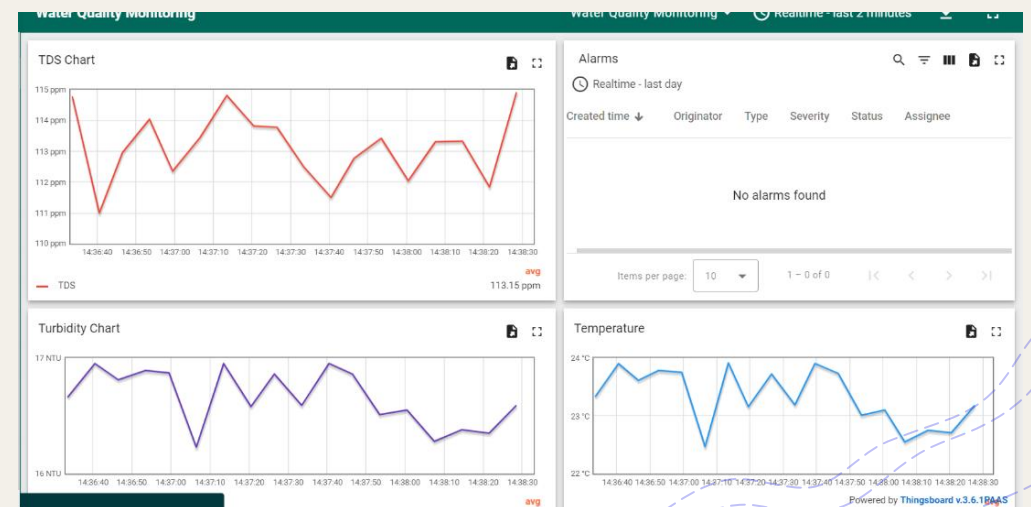 Water Quality Monitoring
Water Quality Monitoring
Realtime - last 2 minutes
TDS Chart
115 ppm
114 ppm
113 ppm
112 ppm
111 ppm
110 ppm
14:36:40 14:36:50 14:37:00 14:37:10 14:37:20 14:37:30 14:37:40 14:37:50 14:38:00 14:38:10 14:38:20 14:38:30
avg
TDS 113.15 ppm
Alarms
Realtime - last day
Created time Originator Type Severity Status Assignee
No alarms found
Items per page: 10 1 – 0 of 0
Turbidity Chart
17 NTU
16 NTU
14:36:40 14:36:50 14:37:00 14:37:10 14:37:20 14:37:30 14:37:40 14:37:50 14:38:00 14:38:10 14:38:20 14:38:30
avg
Temperature
24 °C
23 °C
22 °C
14:36:40 14:36:50 14:37:00 14:37:10 14:37:20 14:37:30 14:37:40 14:37:50 14:38:00 14:38:10 14:38:20 14:38:30
Powered by Thingsboard v.3.6.1PAAS